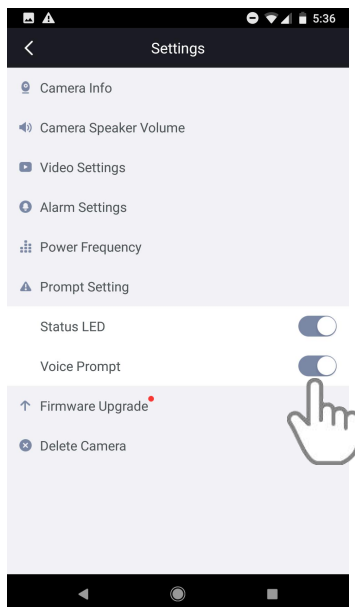 5:36
Settings
Camera Info
Camera Speaker Volume
Video Settings
Alarm Settings
Power Frequency
Prompt Setting
Status LED
Voice Prompt
Firmware Upgrade
Delete Camera